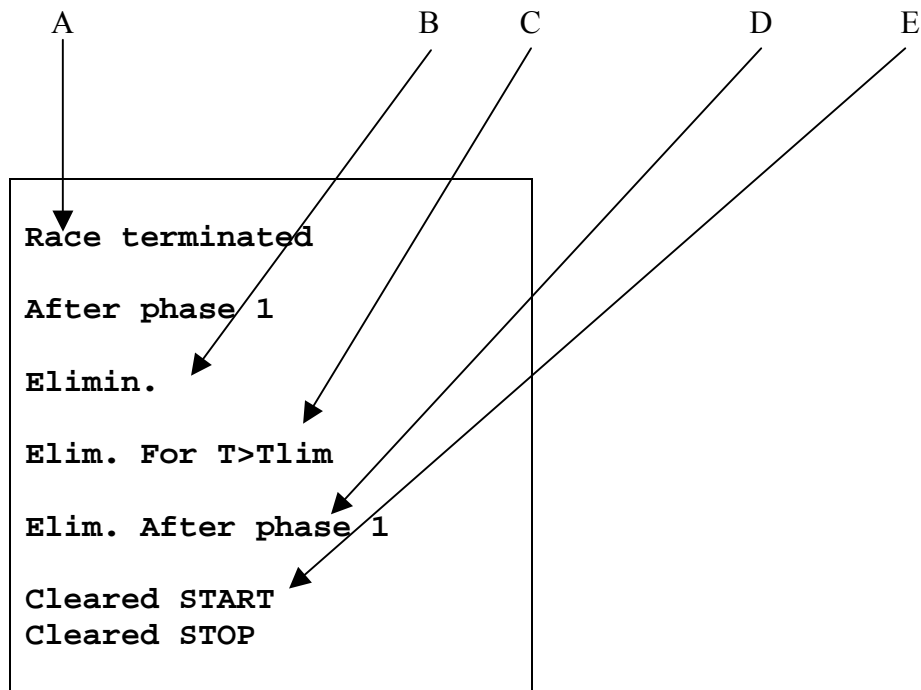 A B C D E
Race terminated
After phase 1
Elimin.
Elim. For T>Tlim
Elim. After phase 1
Cleared START
Cleared STOP